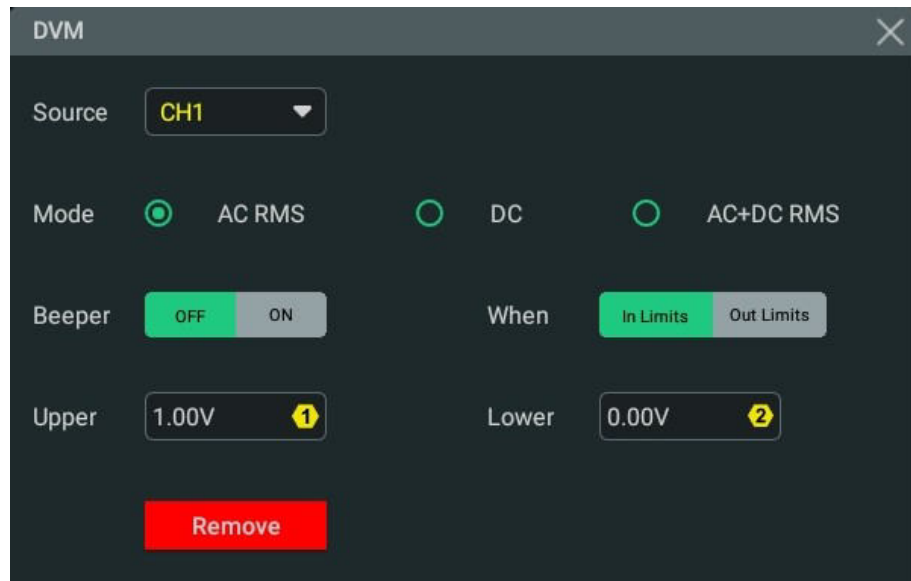 DVM
Source CH1
Mode AC RMS DC AC+DC RMS
Beeper OFF ON When In Limits Out Limits
Upper 1.00V 1 Lower 0.00V 2
Remove